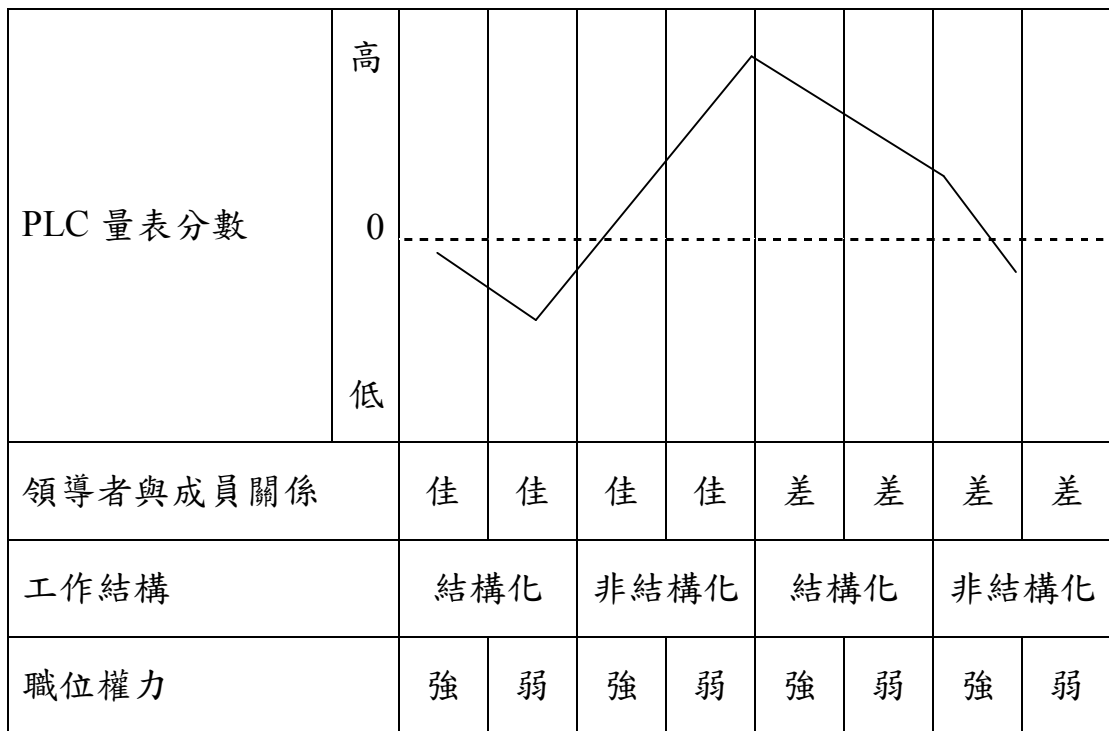 高
PLC 量表分數 0
低
領導者與成員關係 佳 佳 佳 佳 差 差 差 差
工作結構 結構化 非結構化 結構化 非結構化
職位權力 強 弱 強 弱 強 弱 強 弱